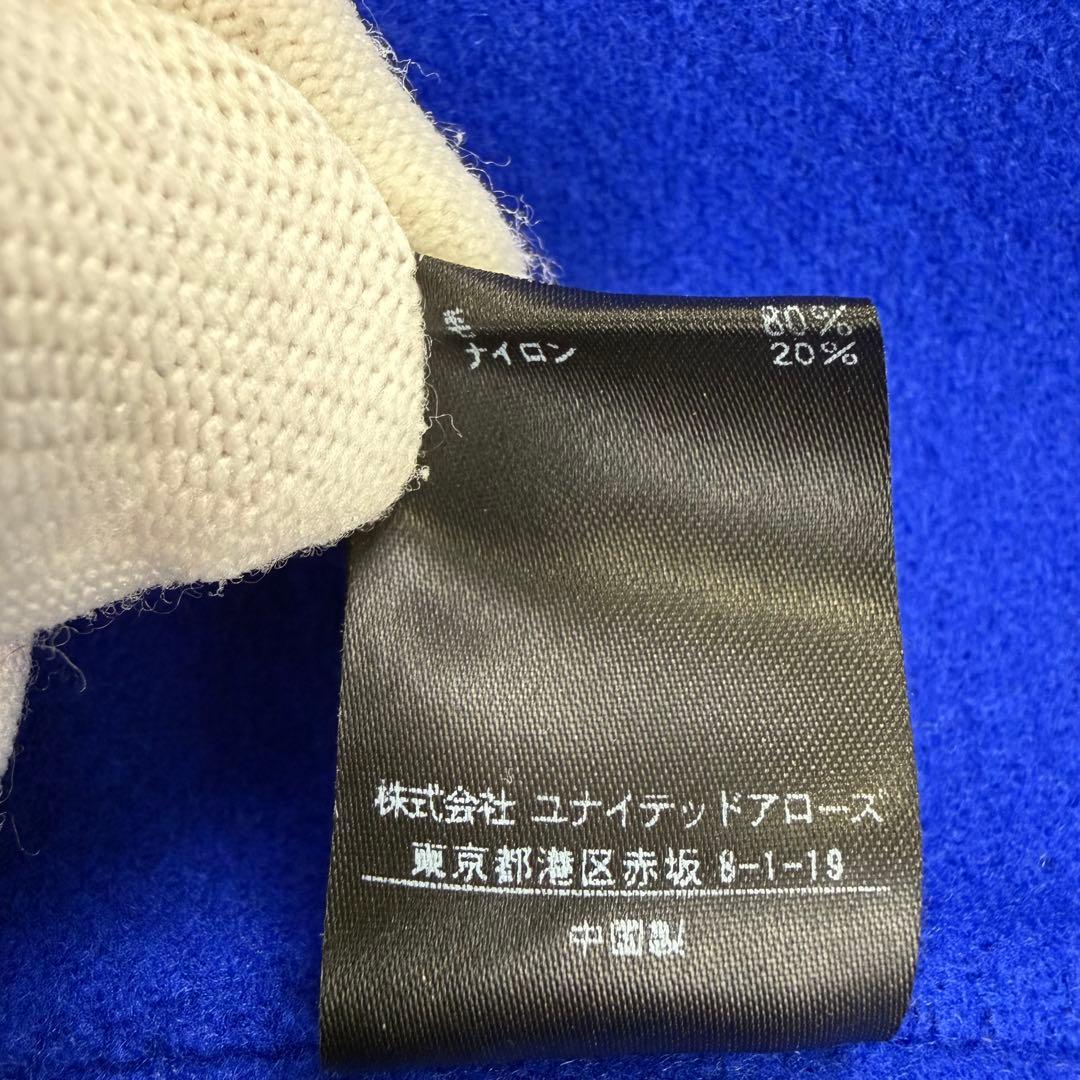 毛 80%
ナイロン 20%
株式会社 ユナイテッドアローズ
東京都港区赤坂 8-1-19
中国製